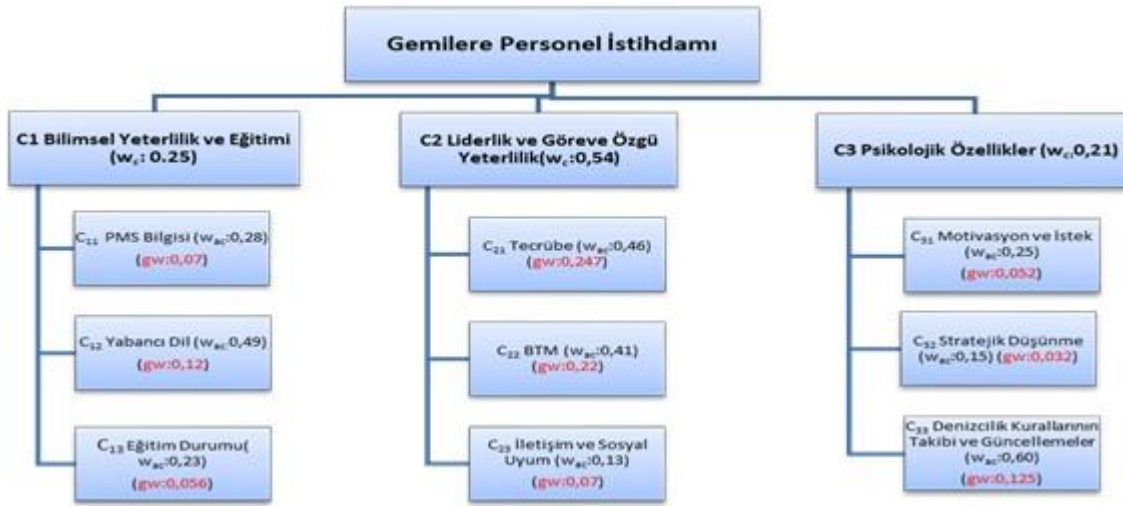 Gemilere Personel İstihdamı
C1 Bilimsel Yeterlilik ve Eğitimi
(wc: 0.25)
C11 PMS Bilgisi (wac:0,28)
(gw:0,07)
C12 Yabancı Dil (wac:0,49)
(gw:0,12)
C13 Eğitim Durumu(
wac:0,23)
(gw:0,056)
C2 Liderlik ve Göreve Özgü
Yeterlilik(wc:0,54)
C21 Tecrübe (wac:0,46)
(gw:0,247)
C22 BTM (wac:0,41)
(gw:0,22)
C23 İletişim ve Sosyal
Uyum (wac:0,13)
(gw:0,07)
C3 Psikolojik Özellikler (wc:0,21)
C31 Motivasyon ve İstek
(wac:0,25)
(gw:0,052)
C32 Stratejik Düşünme
(wac:0,15) (gw:0,032)
C33 Denizcilik Kurallarının
Takibi ve Güncellemeler
(wac:0,60)
(gw:0,125)